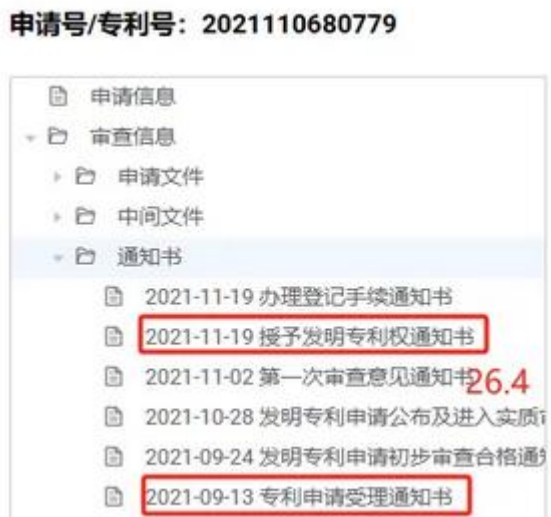 申请号/专利号：2021110680779
申请信息
审查信息
申请文件
中间文件
通知书
2021-11-19 办理登记手续通知书
2021-11-19 授予发明专利权通知书
2021-11-02 第一次审查意见通知书
26.4
2021-10-28 发明专利申请公布及进入实质
2021-09-24 发明专利申请初步审查合格通
2021-09-13 专利申请受理通知书